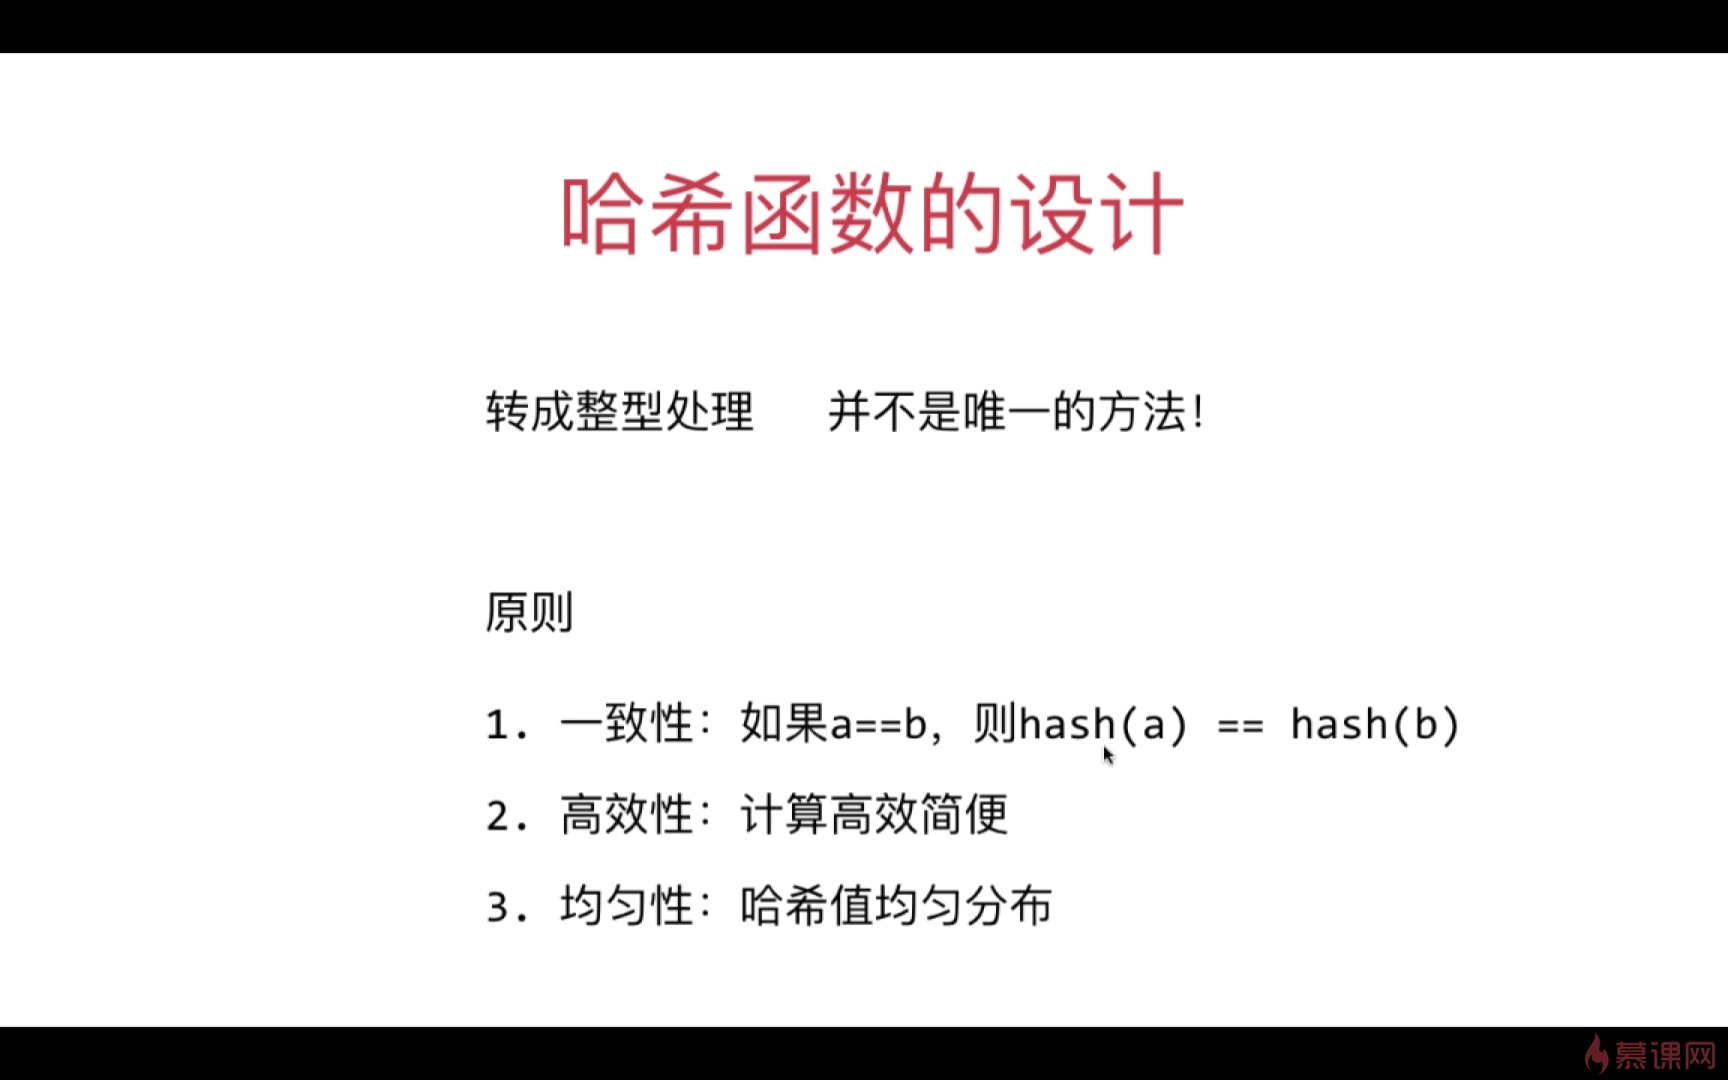 哈希函数的设计
转成整型处理 并不是唯一的方法！
原则
1. 一致性：如果a==b，则hash(a) == hash(b)
2. 高效性：计算高效简便
3. 均匀性：哈希值均匀分布
慕课网